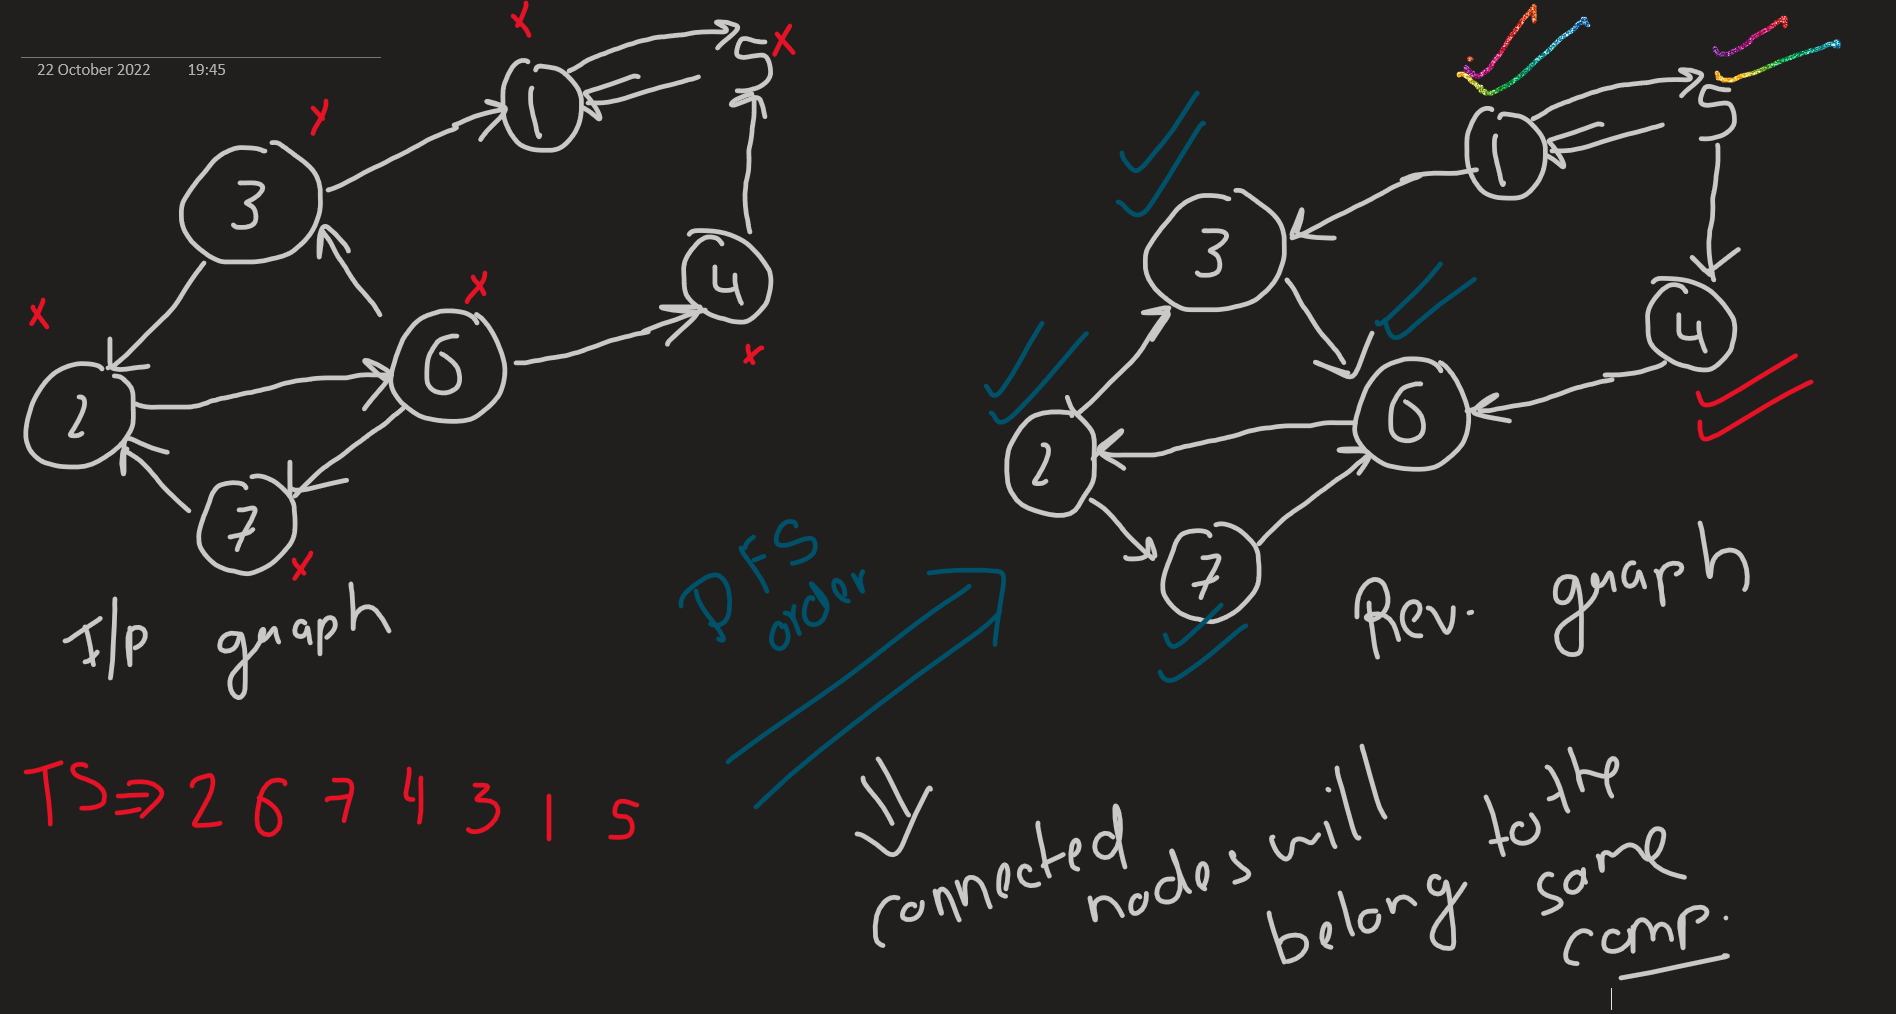 22 October 2022 19:45
1
5
3
4
6
2
7
I/p graph
1
5
3
4
6
2
7
Rev. graph
DFS
order
TS⇒ 2 6 7 4 3 1 5
connected nodes will belong to the same comp.